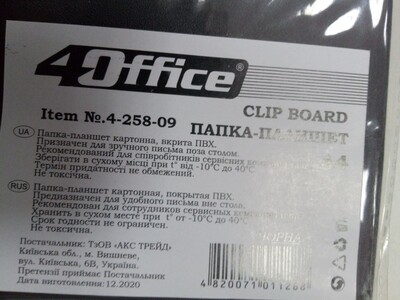 4Office®
Item №.4-258-09
CLIP BOARD
ПАПКА-ПЛАНШЕТ
UA
Папка-планшет картонна, вкрита ПВХ.
Призначен для зручного письма поза столом.
Рекомендований для співробітників сервісних
Зберігати в сухому місці при t° від -10°C до 40°C
Термін придатності не обмежений.
Не токсична.
RUS
Папка-планшет картонная, покрытая ПВХ.
Предназначен для удобного письма вне стола.
Рекомендован для сотрудников сервисных
Хранить в сухом месте при t° от -10°C до 40°C
Срок годности не ограничен.
Не токсична.
Постачальник: ТзОВ «АКС ТРЕЙД»
Київська обл., м. Вишневе,
вул. Київська, 6В, Україна.
Претензії приймає Постачальник
Дата виготовлення: 12.2020